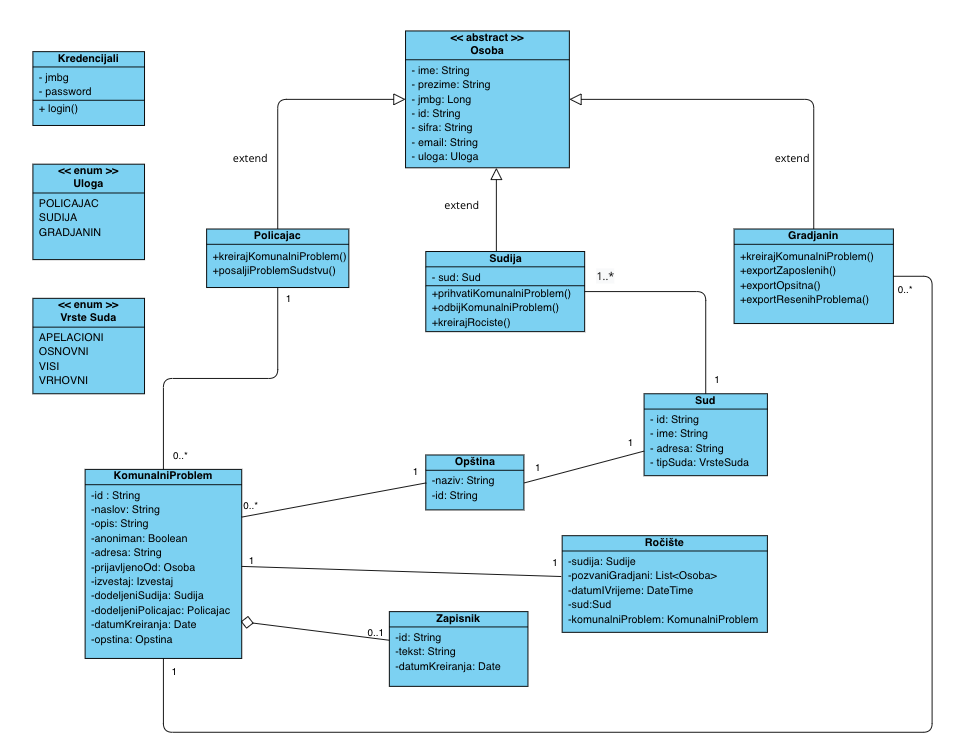 << abstract >>
Osoba
- ime: String
- prezime: String
- jmbg: Long
- id: String
- sifra: String
- email: String
- uloga: Uloga
Kredencijali
- jmbg
- password
+ login()
<< enum >>
Uloga
POLICAJAC
SUDIJA
GRADJANIN
<< enum >>
Vrste Suda
APELACIONI
OSNOVNI
VISI
VRHOVNI
extend
extend
extend
Policajac
+kreirajKomunalniProblem()
+posaljiProblemSudstvu()
1
0..*
Sudija
- sud: Sud
+prihvatiKomunalniProblem()
+odbijKomunalniProblem()
+kreirajRociste()
1..*
1
Gradjanin
+kreirajKomunalniProblem()
+exportZaposlenih()
+exportOpsitna()
+exportResenihProblema()
0..*
Sud
- id: String
- ime: String
- adresa: String
- tipSuda: VrsteSuda
1
1
Opština
-naziv: String
-id: String
1
0..*
KomunalniProblem
-id : String
-naslov: String
-opis: String
-anoniman: Boolean
-adresa: String
-prijavljenoOd: Osoba
-izvestaj: Izvestaj
-dodeljeniSudija: Sudija
-dodeljeniPolicajac: Policajac
-datumKreiranja: Date
-opstina: Opstina
1
1
Ročište
-sudija: Sudije
-pozvaniGradjani: List<Osoba>
-datumIVrijeme: DateTime
-sud:Sud
-komunalniProblem: KomunalniProblem
0..1
Zapisnik
-id: String
-tekst: String
-datumKreiranja: Date
1